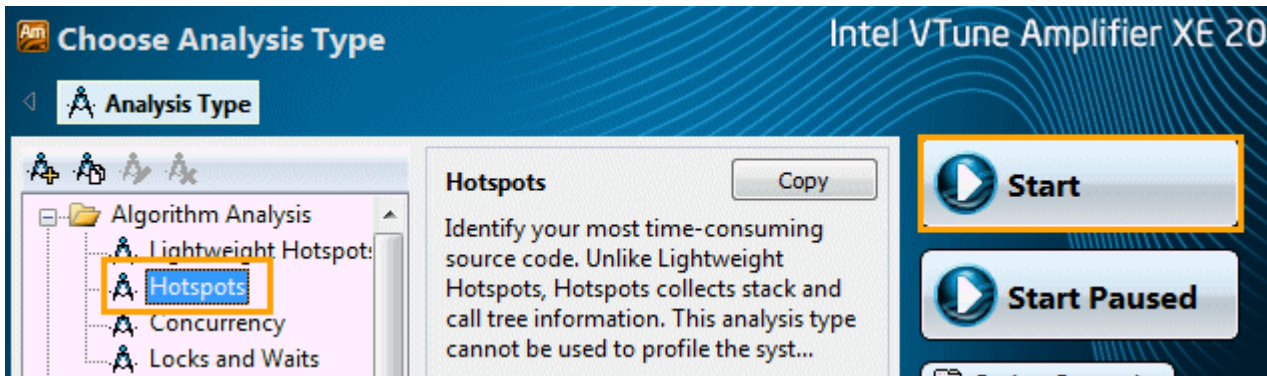 Choose Analysis Type
Intel VTune Amplifier XE 20
Analysis Type
Algorithm Analysis
Lightweight Hotspots
Hotspots
Concurrency
Locks and Waits
Hotspots
Copy
Identify your most time-consuming
source code. Unlike Lightweight
Hotspots, Hotspots collects stack and
call tree information. This analysis type
cannot be used to profile the syst...
Start
Start Paused